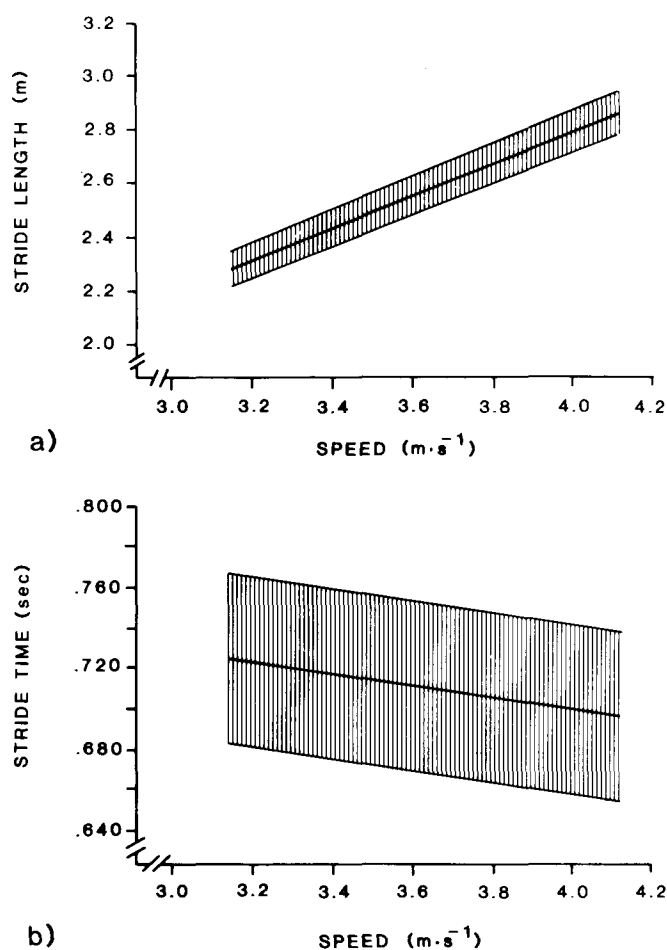 STRIDE LENGTH (m)
3.2
3.0
2.8
2.6
2.4
2.2
2.0
3.0 3.2 3.4 3.6 3.8 4.0 4.2
a)
SPEED (m·s⁻¹)
STRIDE TIME (sec)
.800
.760
.720
.680
.640
3.0 3.2 3.4 3.6 3.8 4.0 4.2
b)
SPEED (m·s⁻¹)